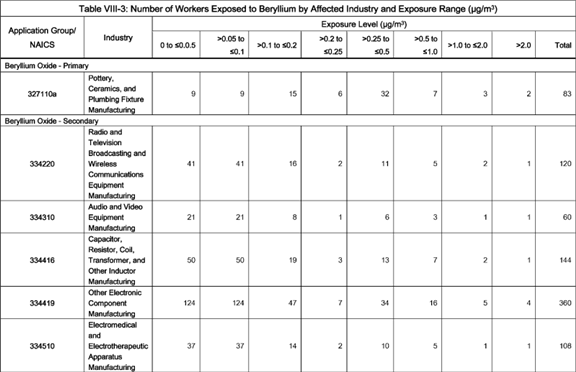 Table VIII-3: Number of Workers Exposed to Beryllium by Affected Industry and Exposure Range (µg/m³)
Application Group/ NAICS | Industry | Exposure Level (µg/m³)
0 to ≤0.0.5 | >0.05 to ≤0.1 | >0.1 to ≤0.2 | >0.2 to ≤0.25 | >0.25 to ≤0.5 | >0.5 to ≤1.0 | >1.0 to ≤2.0 | >2.0 | Total
Beryllium Oxide - Primary
327110a | Pottery, Ceramics, and Plumbing Fixture Manufacturing | 9 | 9 | 15 | 6 | 32 | 7 | 3 | 2 | 83
Beryllium Oxide - Secondary
334220 | Radio and Television Broadcasting and Wireless Communications Equipment Manufacturing | 41 | 41 | 16 | 2 | 11 | 5 | 2 | 1 | 120
334310 | Audio and Video Equipment Manufacturing | 21 | 21 | 8 | 1 | 6 | 3 | 1 | 1 | 60
334416 | Capacitor, Resistor, Coil, Transformer, and Other Inductor Manufacturing | 50 | 50 | 19 | 3 | 13 | 7 | 2 | 1 | 144
334419 | Other Electronic Component Manufacturing | 124 | 124 | 47 | 7 | 34 | 16 | 5 | 4 | 360
334510 | Electromedical and Electrotherapeutic Apparatus Manufacturing | 37 | 37 | 14 | 2 | 10 | 5 | 1 | 1 | 108